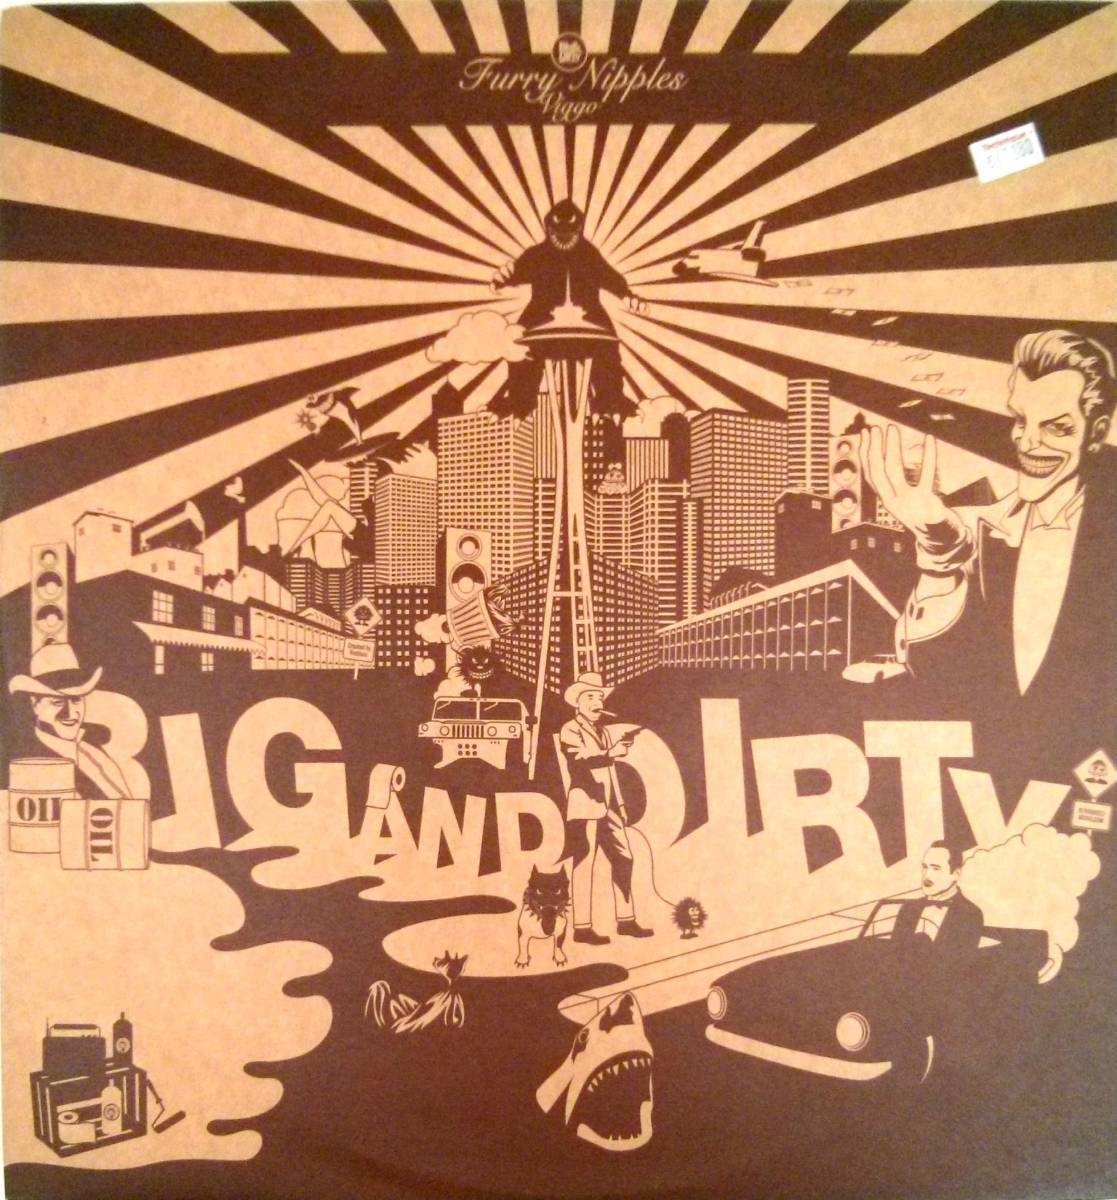 Furry Nipples
Viggo
BIG AND DIRTY
OIL
OIL